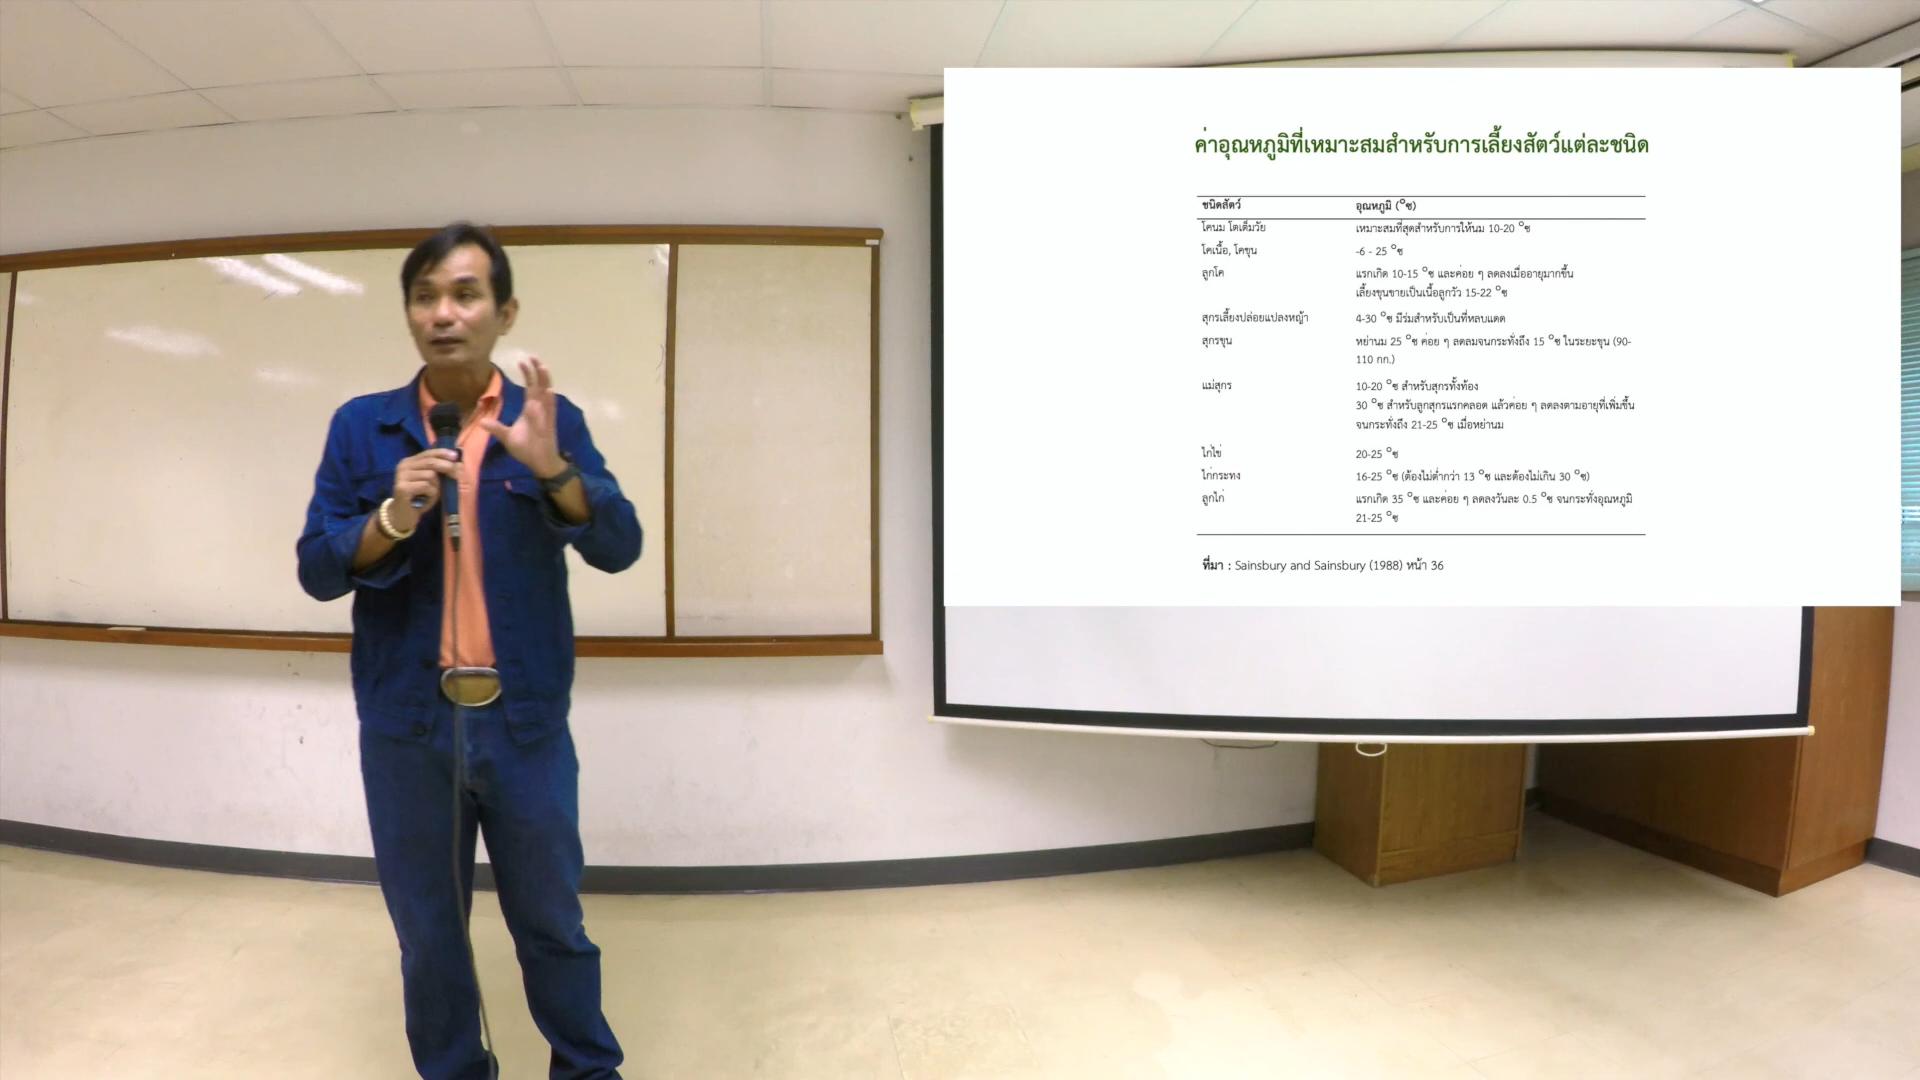 ค่าอุณหภูมิที่เหมาะสมสำหรับการเลี้ยงสัตว์แต่ละชนิด
ชนิดสัตว์ อุณหภูมิ (°ซ)
โคนม โตเต็มวัย เหมาะสมที่สุดสำหรับการให้นม 10-20 °ซ
โคเนื้อ, โคขุน -6 - 25 °ซ
ลูกโค แรกเกิด 10-15 °ซ และค่อย ๆ ลดลงเมื่ออายุมากขึ้น
เลี้ยงขุนขายเป็นเนื้อลูกวัว 15-22 °ซ
สุกรเลี้ยงปล่อยแปลงหญ้า 4-30 °ซ มีร่มสำหรับเป็นที่หลบแดด
สุกรขุน หย่านม 25 °ซ ค่อย ๆ ลดลมจนกระทั่งถึง 15 °ซ ในระยะขุน (90-
110 กก.)
แม่สุกร 10-20 °ซ สำหรับสุกรท้ังท้อง
30 °ซ สำหรับลูกสุกรแรกคลอด แล้วค่อย ๆ ลดลงตามอายุที่เพิ่มขึ้น
จนกระทั่งถึง 21-25 °ซ เมื่อหย่านม
ไก่ไข่ 20-25 °ซ
ไก่กระทง 16-25 °ซ (ต้องไม่ต่ำกว่า 13 °ซ และต้องไม่เกิน 30 °ซ)
ลูกไก่ แรกเกิด 35 °ซ และค่อย ๆ ลดลงวันละ 0.5 °ซ จนกระทั่งอุณหภูมิ
21-25 °ซ
ที่มา : Sainsbury and Sainsbury (1988) หน้า 36